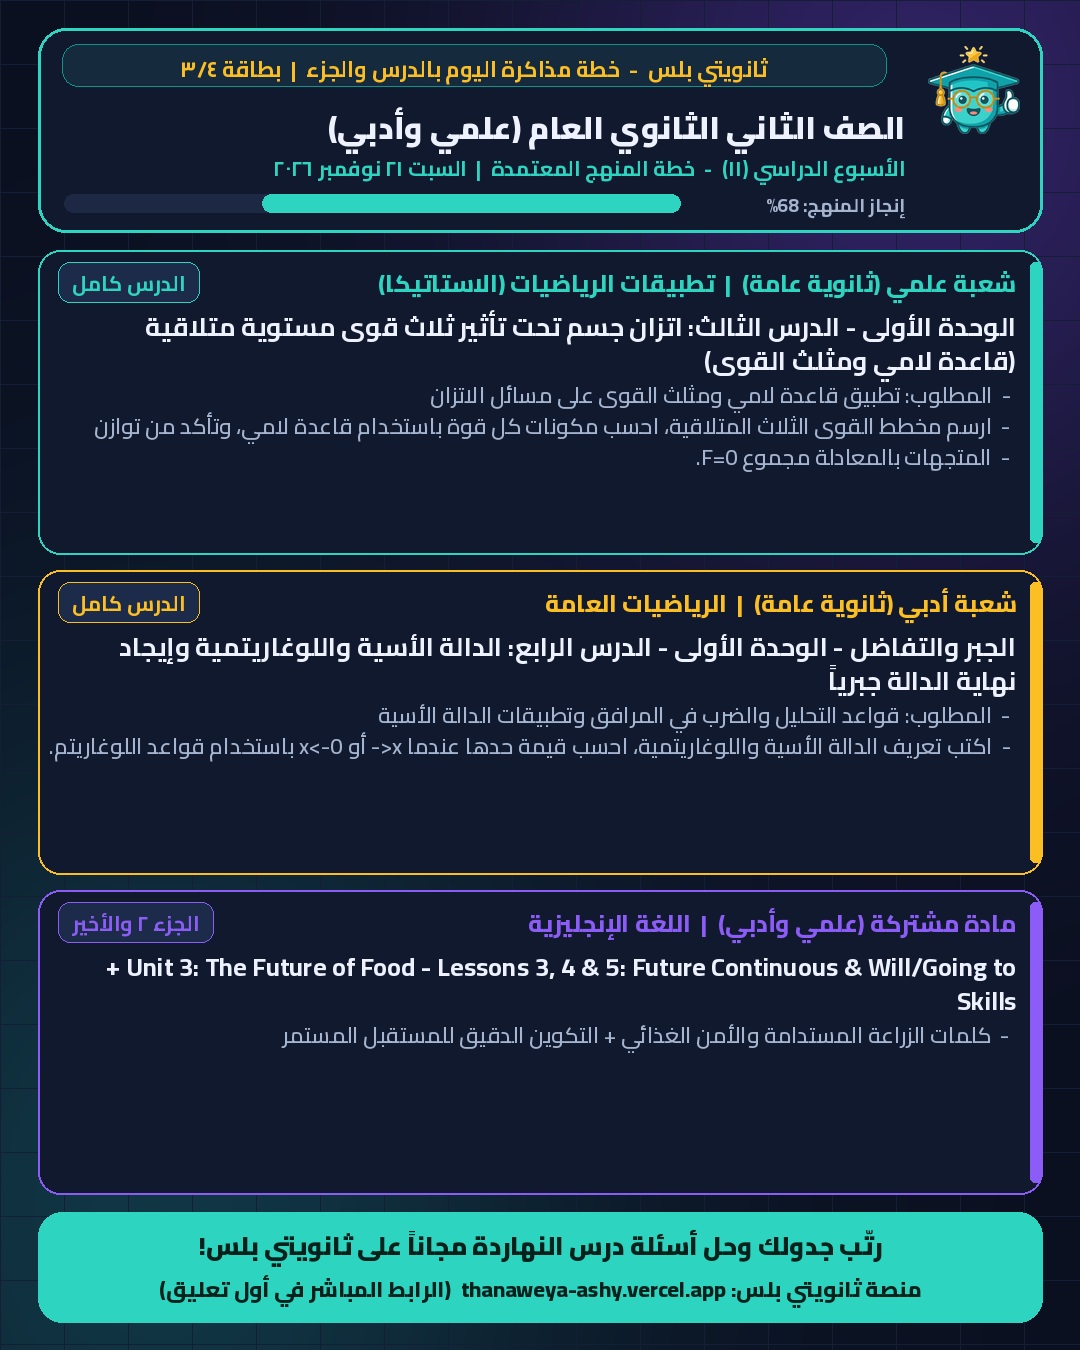 ثانويتي بلس - خطة مذاكرة اليوم بالدرس والجزء | بطاقة ٣/٤
الصف الثاني الثانوي العام (علمي وأدبي)
الأسبوع الدراسي (١١) - خطة المنهج المعتمدة | السبت ٢١ نوفمبر ٢٠٢٦
إنجاز المنهج: 68%
شعبة علمي (ثانوية عامة) | تطبيقات الرياضيات (الاستاتيكا)
الدرس كامل
الوحدة الأولى - الدرس الثالث: اتزان جسم تحت تأثير ثلاث قوى مستوية متلاقية
(قاعدة لامي ومثلث القوى)
- المطلوب: تطبيق قاعدة لامي ومثلث القوى على مسائل الاتزان
- ارسم مخطط القوى الثلاث المتلاقية، احسب مكونات كل قوة باستخدام قاعدة لامي، وتأكد من توازن
- المتجهات بالمعادلة مجموع F=0.
شعبة أدبي (ثانوية عامة) | الرياضيات العامة
الدرس كامل
الجبر والتفاضل - الوحدة الأولى - الدرس الرابع: الدالة الأسية واللوغاريتمية وإيجاد
نهاية الدالة جبرياً
- المطلوب: قواعد التحليل والضرب في المرافق وتطبيقات الدالة الأسية
- اكتب تعريف الدالة الأسية واللوغاريتمية، احسب قيمة حدها عندما x<- أو x<-0 باستخدام قواعد اللوغاريتم.
مادة مشتركة (علمي وأدبي) | اللغة الإنجليزية
الجزء ٢ والأخير
+ Unit 3: The Future of Food - Lessons 3, 4 & 5: Future Continuous & Will/Going to
Skills
- كلمات الزراعة المستدامة والأمن الغذائي + التكوين الدقيق للمستقبل المستمر
رتّب جدولك وحل أسئلة درس النهاردة مجاناً على ثانويتي بلس!
منصة ثانويتي بلس: thanaweya-ashy.vercel.app (الرابط المباشر في أول تعليق)